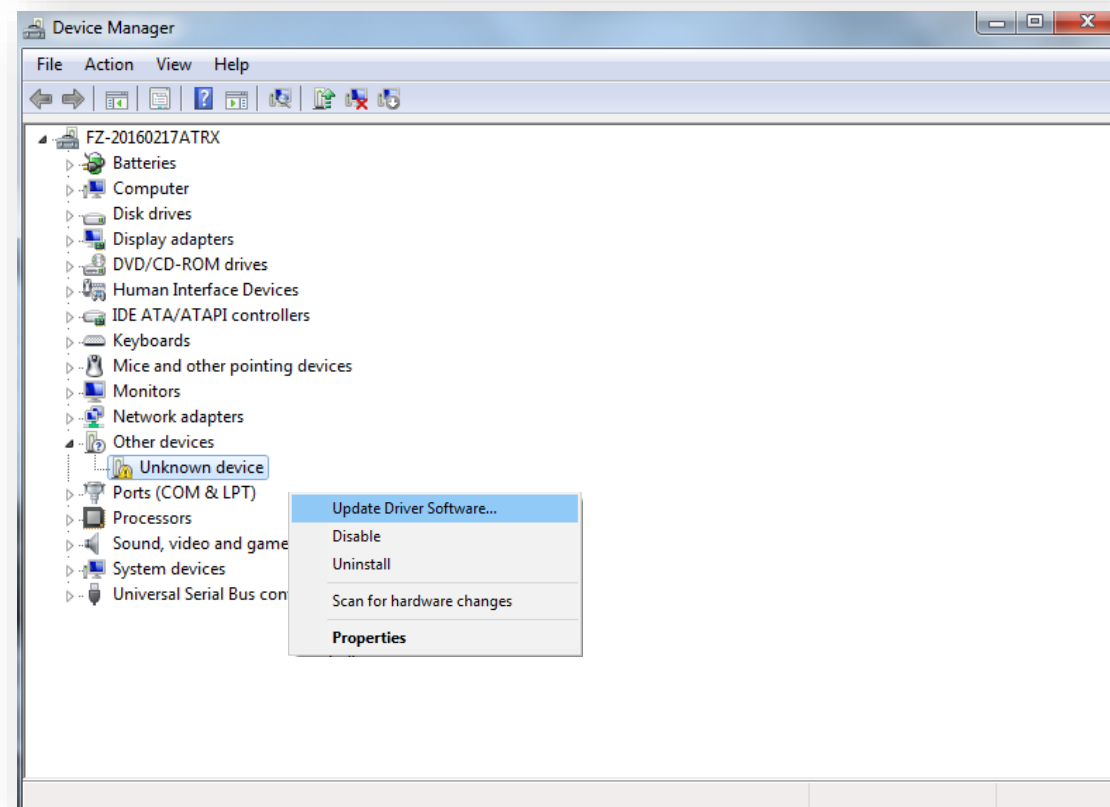 Device Manager
File Action View Help
FZ-20160217ATRX
Batteries
Computer
Disk drives
Display adapters
DVD/CD-ROM drives
Human Interface Devices
IDE ATA/ATAPI controllers
Keyboards
Mice and other pointing devices
Monitors
Network adapters
Other devices
Unknown device
Ports (COM & LPT)
Processors
Sound, video and game
System devices
Universal Serial Bus con
Update Driver Software...
Disable
Uninstall
Scan for hardware changes
Properties